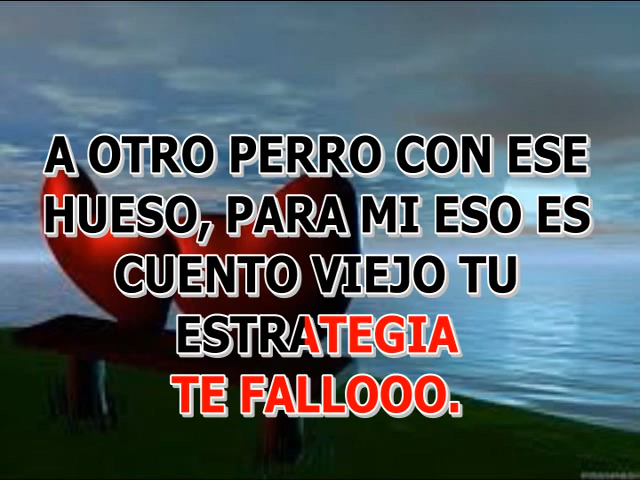 A OTRO PERRO CON ESE
HUESO, PARA MI ESO ES
CUENTO VIEJO TU
ESTRATEGIA
TE FALLOOO.